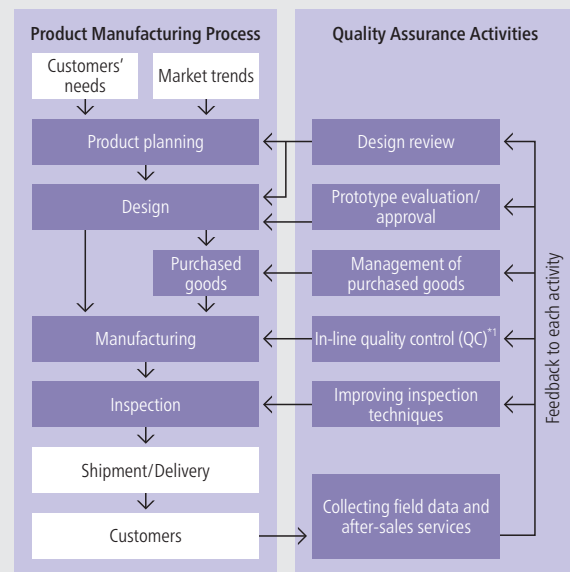 Product Manufacturing Process
Quality Assurance Activities
Customers'
needs
Market trends
Product planning
Design review
Design
Prototype evaluation/
approval
Purchased
goods
Management of
purchased goods
Manufacturing
In-line quality control (QC)*1
Inspection
Improving inspection
techniques
Shipment/Delivery
Customers
Collecting field data and
after-sales services
Feedback to each activity